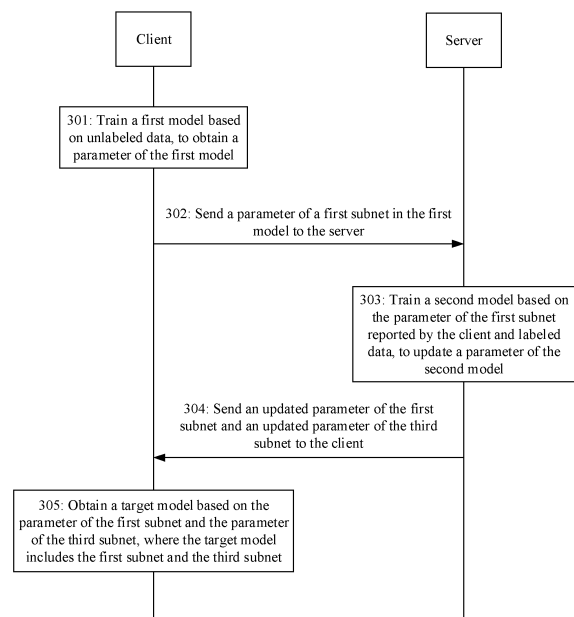 Client
Server
301: Train a first model based
on unlabeled data, to obtain a
parameter of the first model
302: Send a parameter of a first subnet in the first
model to the server
303: Train a second model based on
the parameter of the first subnet
reported by the client and labeled
data, to update a parameter of the
second model
304: Send an updated parameter of the first
subnet and an updated parameter of the third
subnet to the client
305: Obtain a target model based on the
parameter of the first subnet and the parameter
of the third subnet, where the target model
includes the first subnet and the third subnet